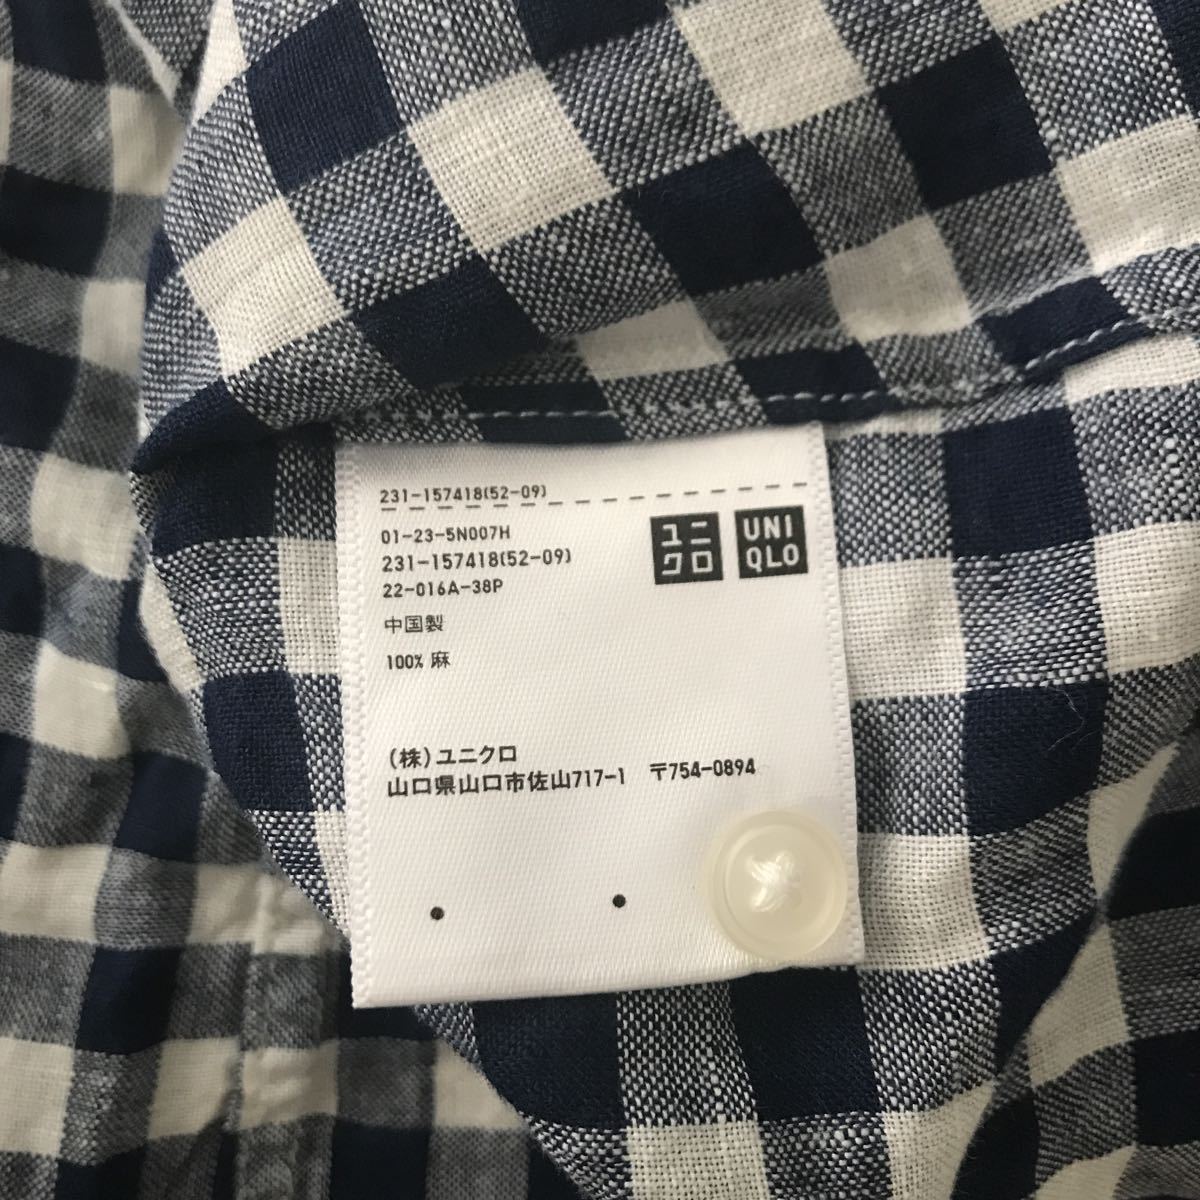 231-157418(52-09)
01-23-5N007H
231-157418(52-09)
22-016A-38P
中国製
100% 麻
ユニ
クロ
UNI
QLO
(株)ユニクロ
山口県山口市佐山717-1 〒754-0894